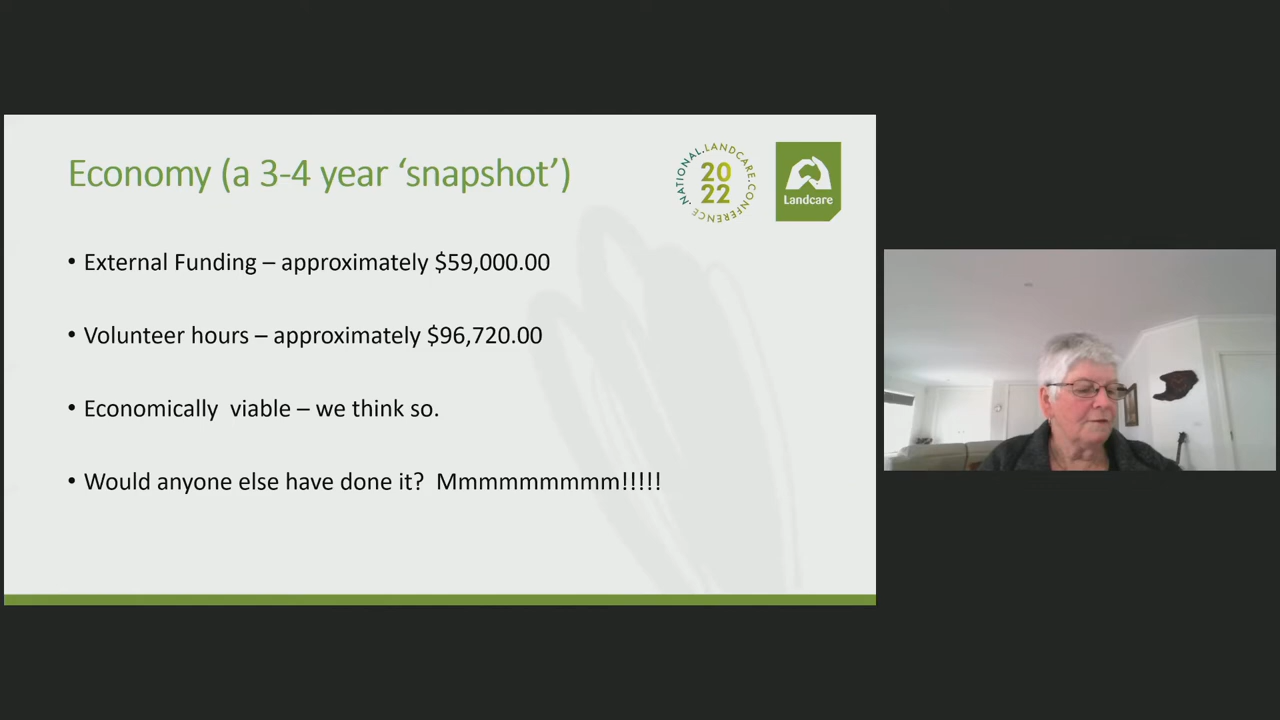 Economy (a 3-4 year ‘snapshot’)
.NATIONAL.LANDCARE.CONFERENCE
20
22
Landcare
• External Funding – approximately $59,000.00
• Volunteer hours – approximately $96,720.00
• Economically  viable – we think so.
• Would anyone else have done it?  Mmmmmmmmm!!!!!